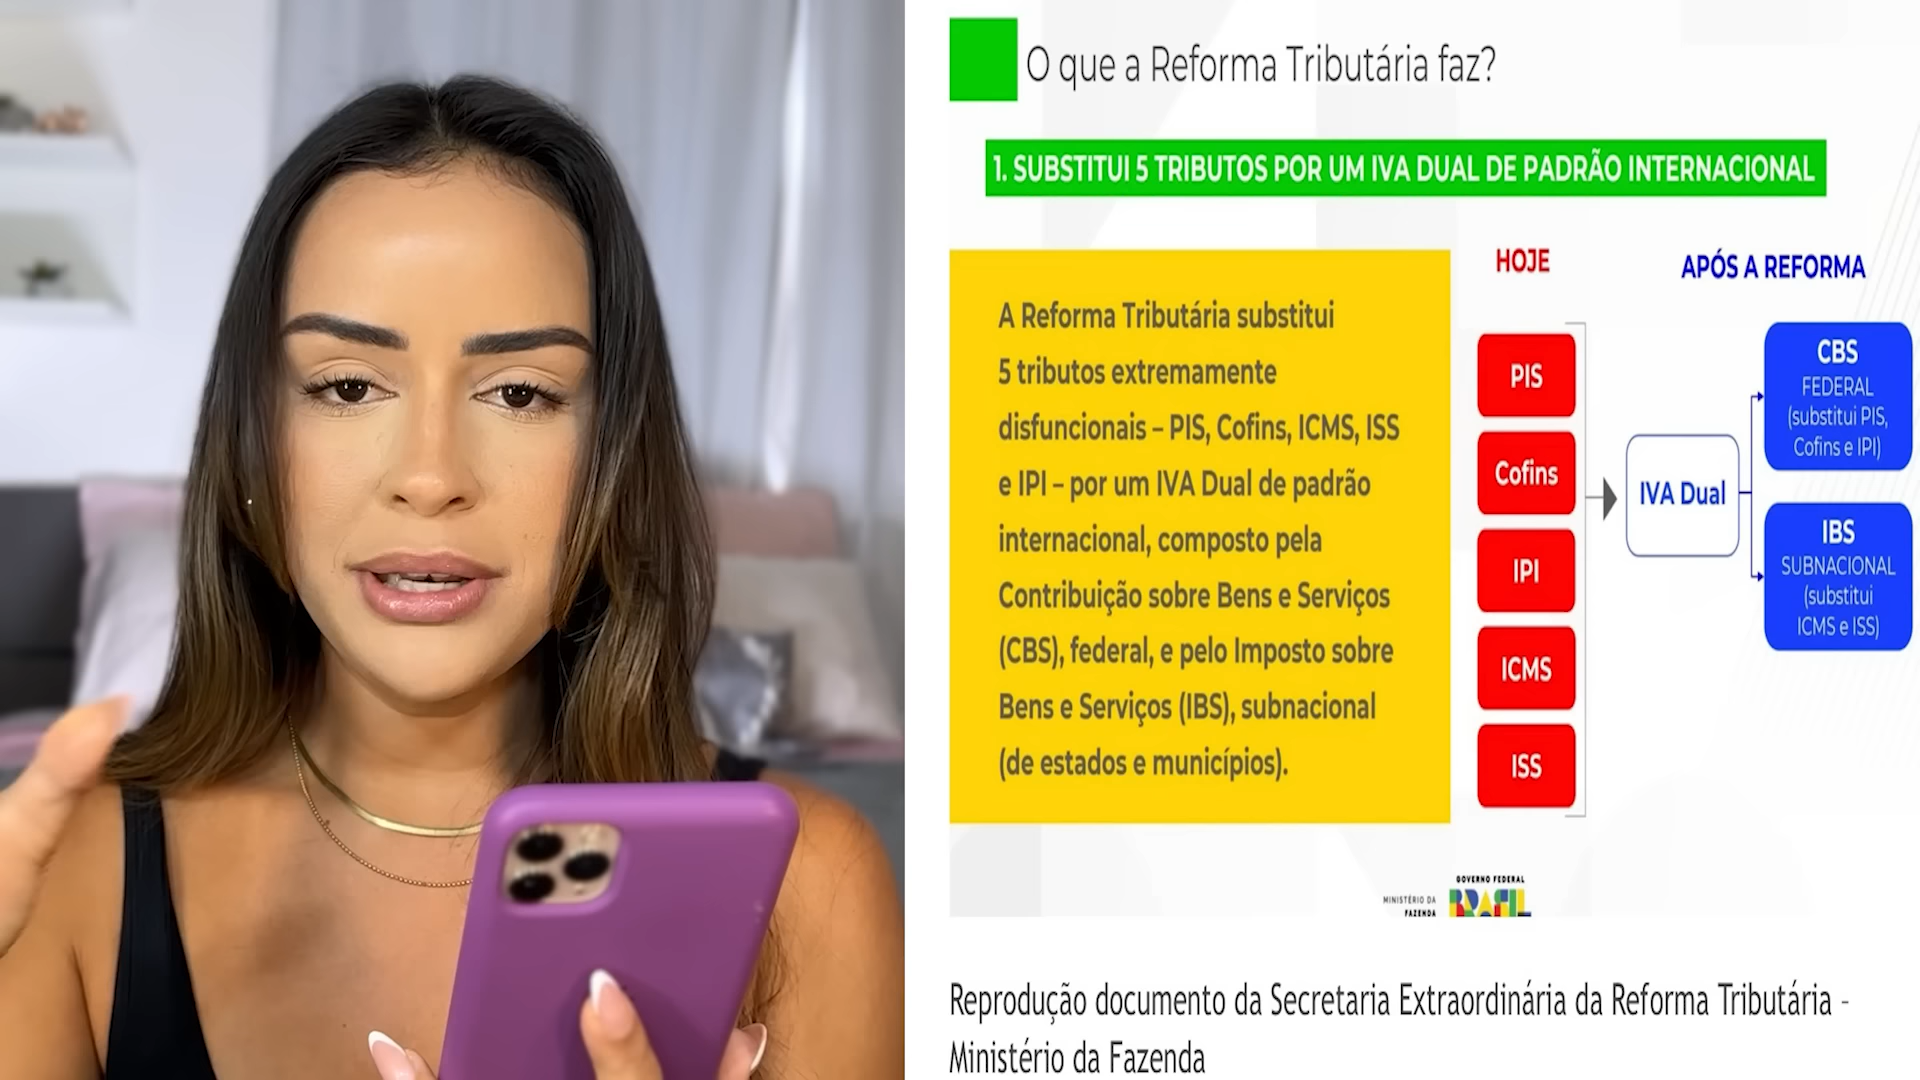 O que a Reforma Tributária faz?
1. SUBSTITUI 5 TRIBUTOS POR UM IVA DUAL DE PADRÃO INTERNACIONAL
A Reforma Tributária substitui
5 tributos extremamente
disfuncionais – PIS, Cofins, ICMS, ISS
e IPI – por um IVA Dual de padrão
internacional, composto pela
Contribuição sobre Bens e Serviços
(CBS), federal, e pelo Imposto sobre
Bens e Serviços (IBS), subnacional
(de estados e municípios).
HOJE
PIS
Cofins
IPI
ICMS
ISS
IVA Dual
APÓS A REFORMA
CBS
FEDERAL
(substitui PIS,
Cofins e IPI)
IBS
SUBNACIONAL
(substitui
ICMS e ISS)
MINISTÉRIO DA
FAZENDA
GOVERNO FEDERAL
BRASIL
Reprodução documento da Secretaria Extraordinária da Reforma Tributária -
Ministério da Fazenda